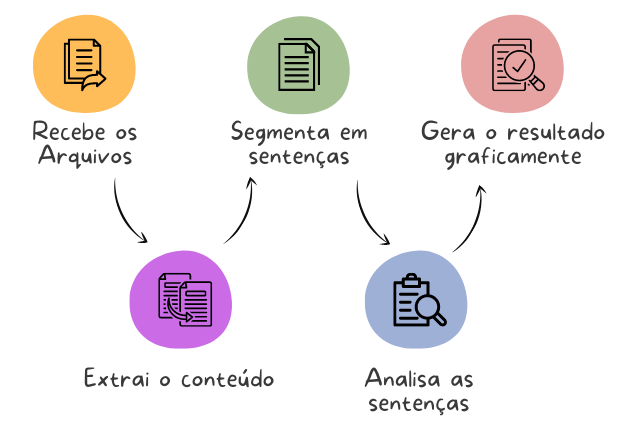 Recebe os
Arquivos
Extrai o conteúdo
Segmenta em
sentenças
Analisa as
sentenças
Gera o resultado
graficamente